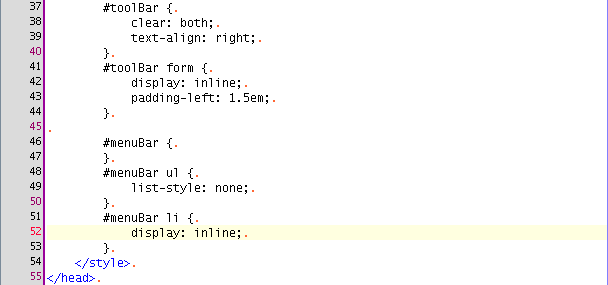 37 #toolBar {.
38 clear: both;.
39 text-align: right;.
40 }.
41 #toolBar form {.
42 display: inline;.
43 padding-left: 1.5em;.
44 }.
45 .
46 #menuBar {.
47 }.
48 #menuBar ul {.
49 list-style: none;.
50 }.
51 #menuBar li {.
52 display: inline;.
53 }.
54 </style>.
55 </head>.